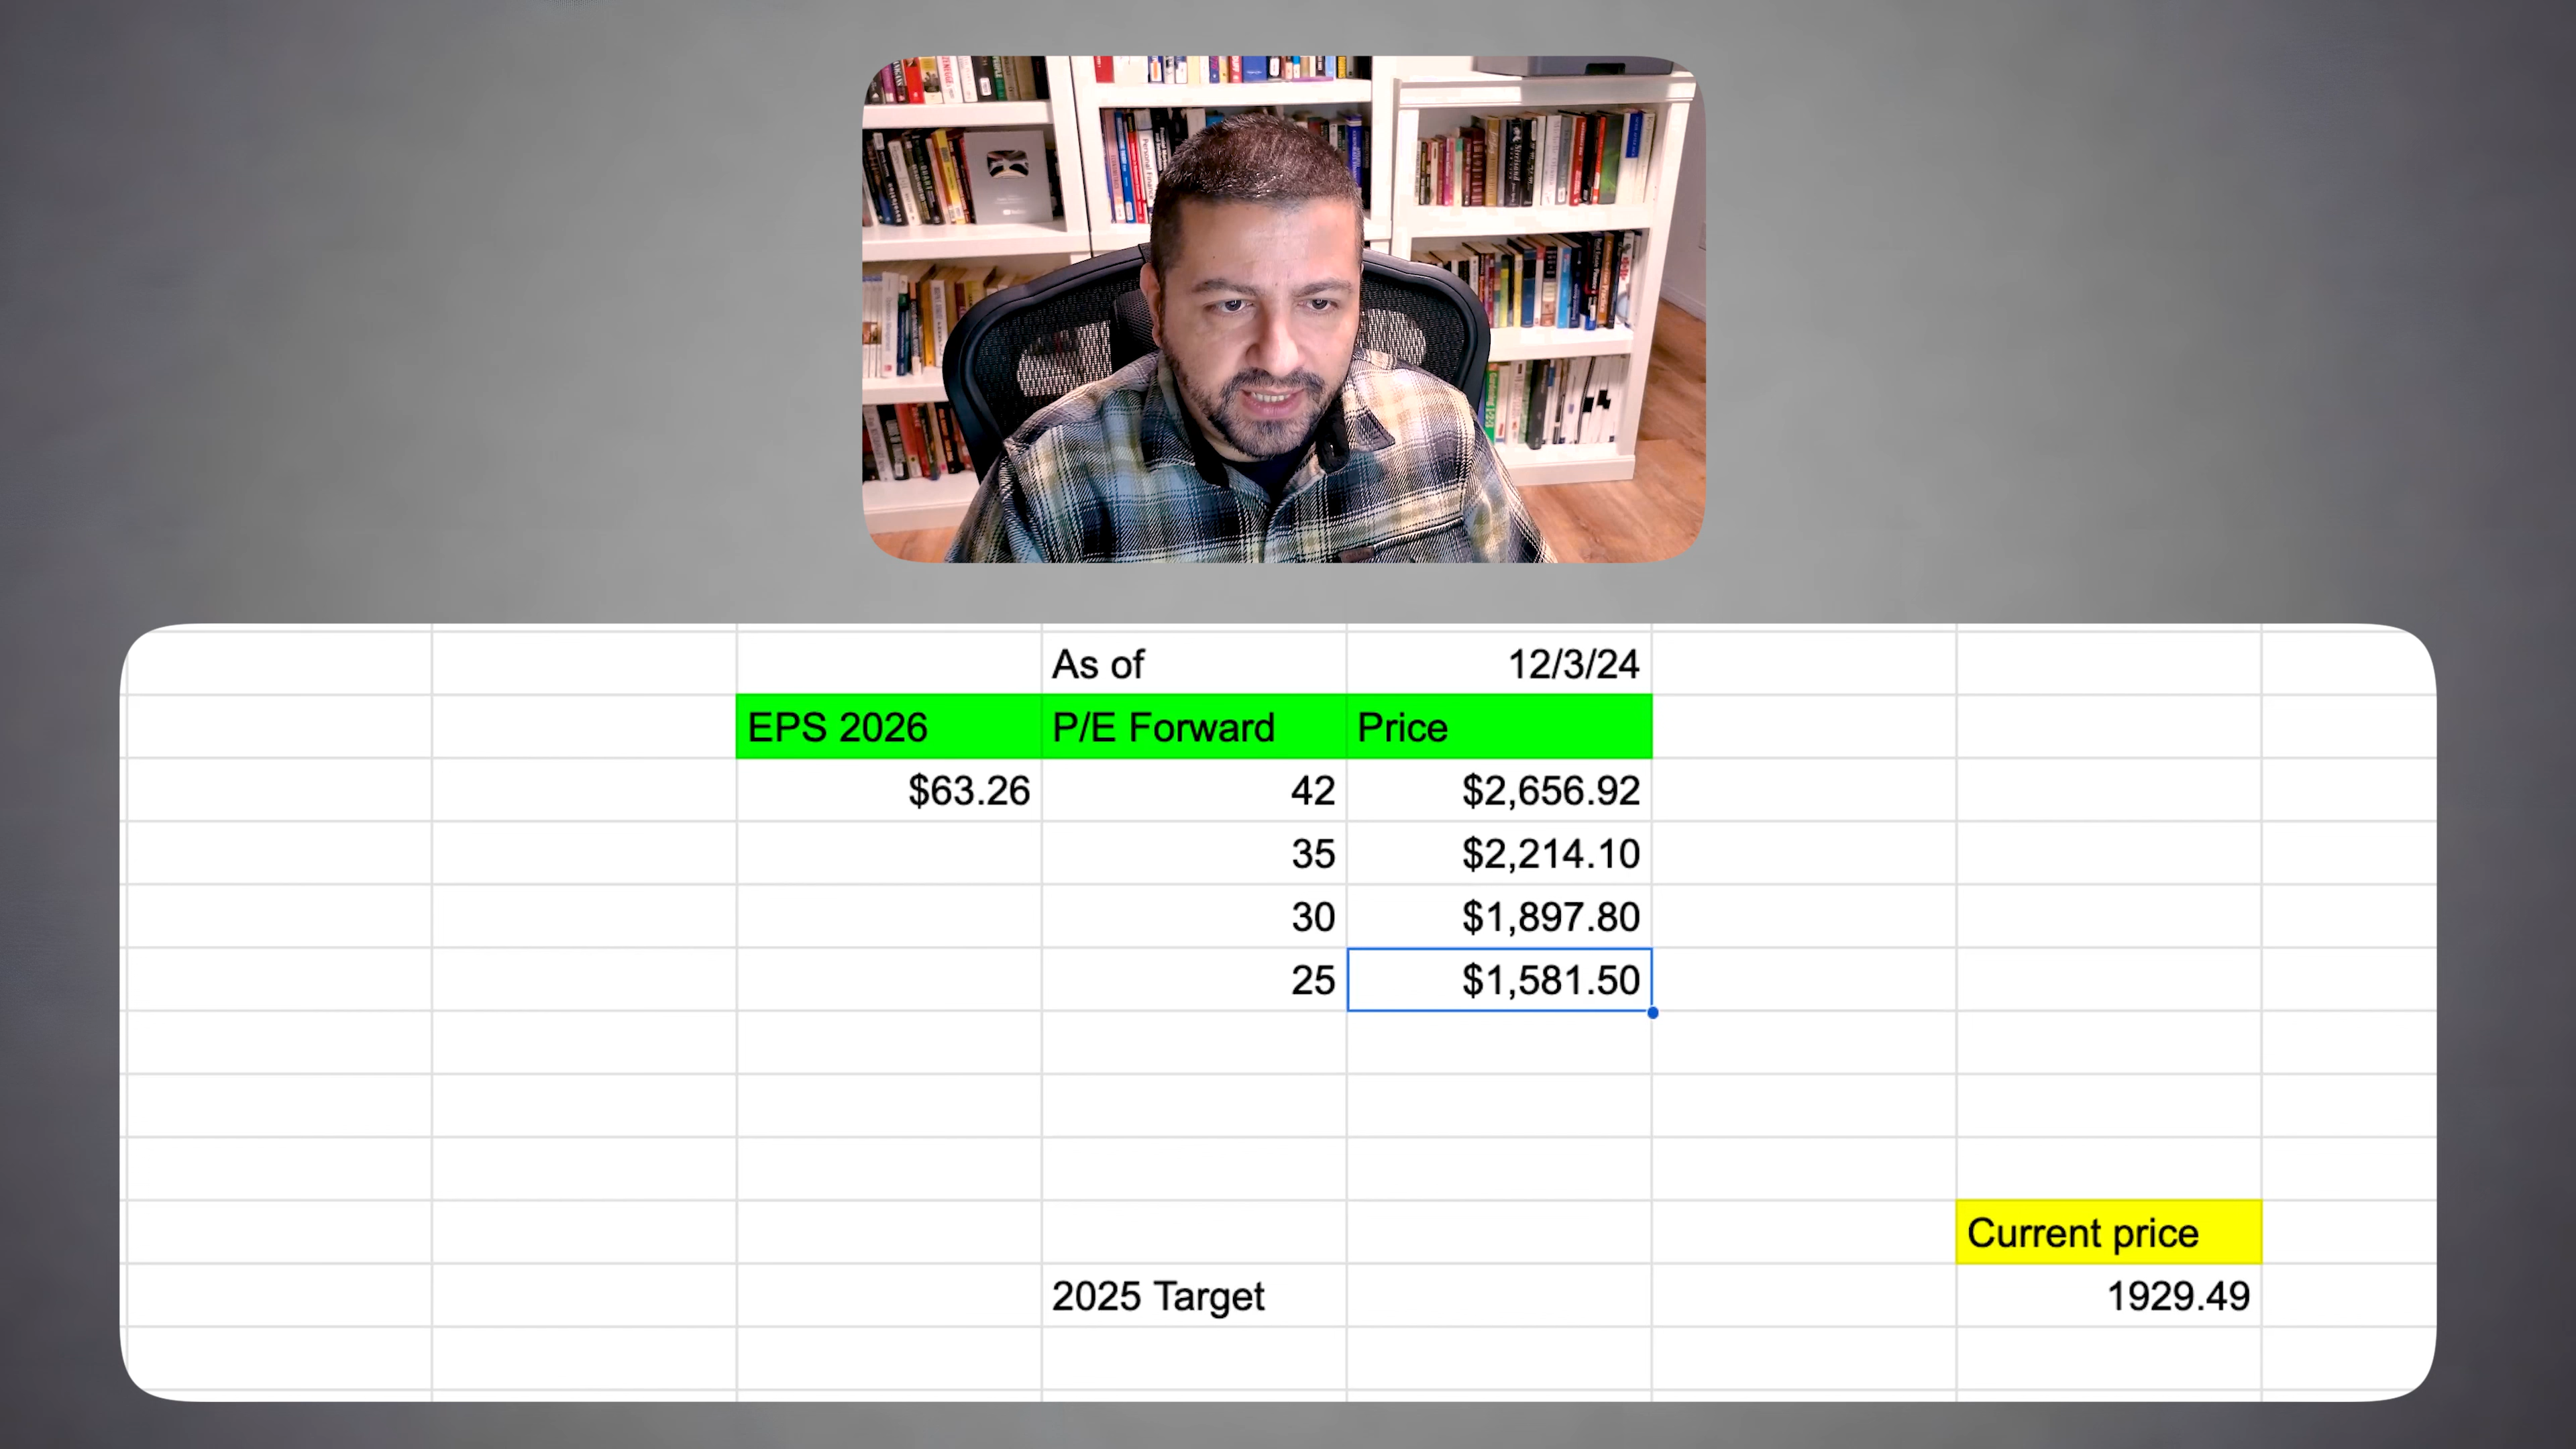 As of 12/3/24
EPS 2026 P/E Forward Price
$63.26 42 $2,656.92
35 $2,214.10
30 $1,897.80
25 $1,581.50
Current price
2025 Target 1929.49